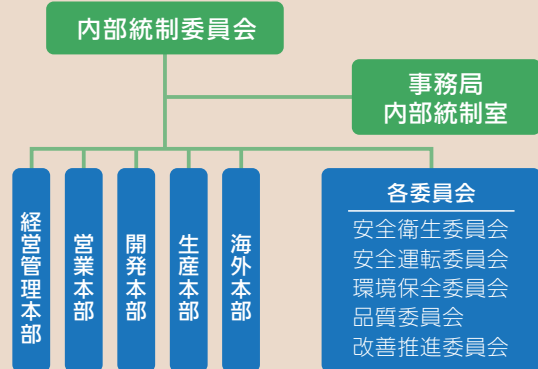 内部統制委員会
事務局
内部統制室
経営管理本部
営業本部
開発本部
生産本部
海外本部
各委員会
安全衛生委員会
安全運転委員会
環境保全委員会
品質委員会
改善推進委員会